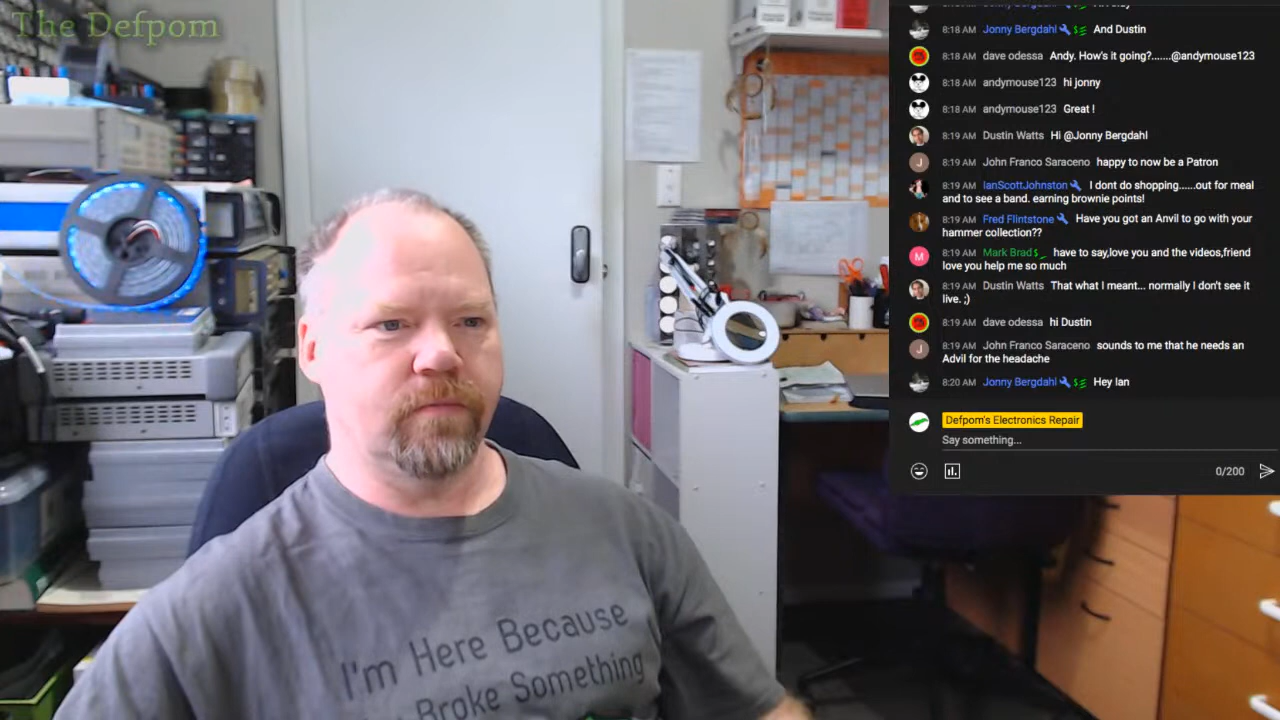 The Defpom
8:18 AM Jonny Bergdahl And Dustin
8:18 AM dave odessa Andy. How's it going?.......@andymouse123
8:18 AM andymouse123 hi jonny
8:18 AM andymouse123 Great !
8:19 AM Dustin Watts Hi @Jonny Bergdahl
J 8:19 AM John Franco Saraceno happy to now be a Patron
8:19 AM IanScottJohnston I dont do shopping......out for meal
and to see a band. earning brownie points!
8:19 AM Fred Flintstone Have you got an Anvil to go with your
hammer collection??
M 8:19 AM Mark Brad$ have to say,love you and the videos,friend
love you help me so much
8:19 AM Dustin Watts That what I meant... normally I don't see it
live. ;)
8:19 AM dave odessa hi Dustin
J 8:19 AM John Franco Saraceno sounds to me that he needs an
Advil for the headache
8:20 AM Jonny Bergdahl Hey Ian
Defpom's Electronics Repair
Say something...
0/200
I'm Here Because
Broke Something